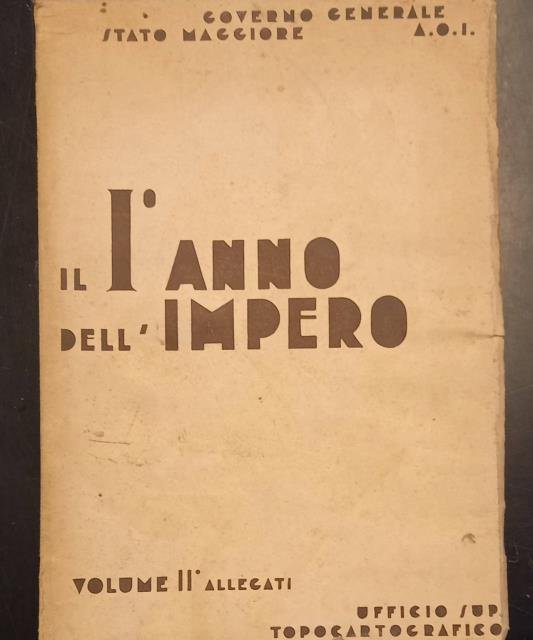 GOVERNO GENERALE
STATO MAGGIORE A.O.I.
IL I° ANNO
DELL'IMPERO
VOLUME II° ALLEGATI
UFFICIO SUP.
TOPOCARTOGRAFICO